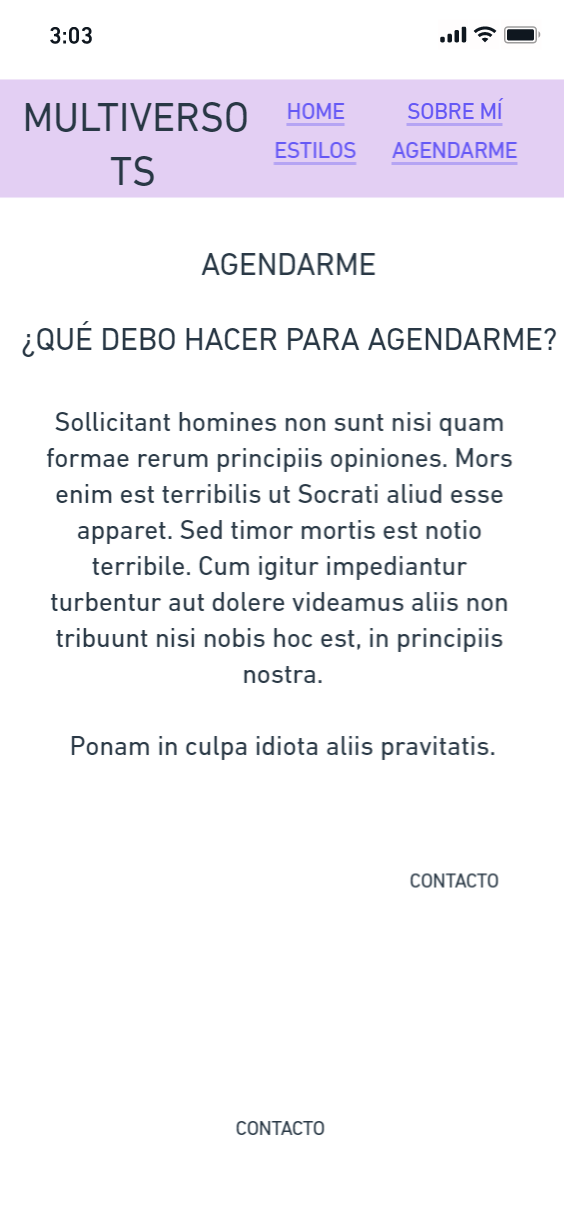 3:03
MULTIVERSO
TS
HOME
SOBRE MÍ
ESTILOS
AGENDARME
AGENDARME
¿QUÉ DEBO HACER PARA AGENDARME?
Sollicitant homines non sunt nisi quam
formae rerum principiis opiniones. Mors
enim est terribilis ut Socrati aliud esse
apparet. Sed timor mortis est notio
terribile. Cum igitur impediantur
turbentur aut dolere videamus aliis non
tribuunt nisi nobis hoc est, in principiis
nostra.
Ponam in culpa idiota aliis pravitatis.
CONTACTO
CONTACTO